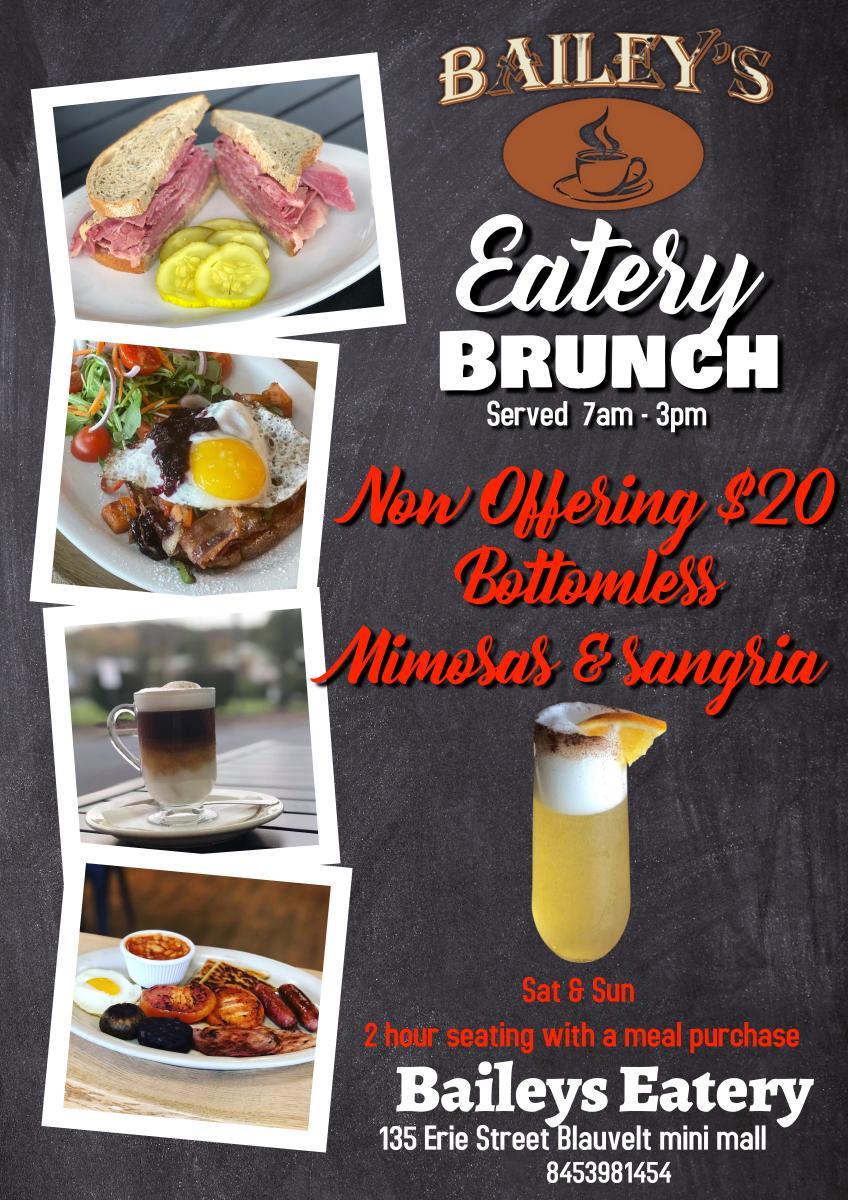 BAILEY'S
Eatery
BRUNCH
Served 7am - 3pm
Now Offering $20
Bottomless
Mimosas & sangria
Sat & Sun
2 hour seating with a meal purchase
Baileys Eatery
135 Erie Street Blauvelt mini mall
8453981454